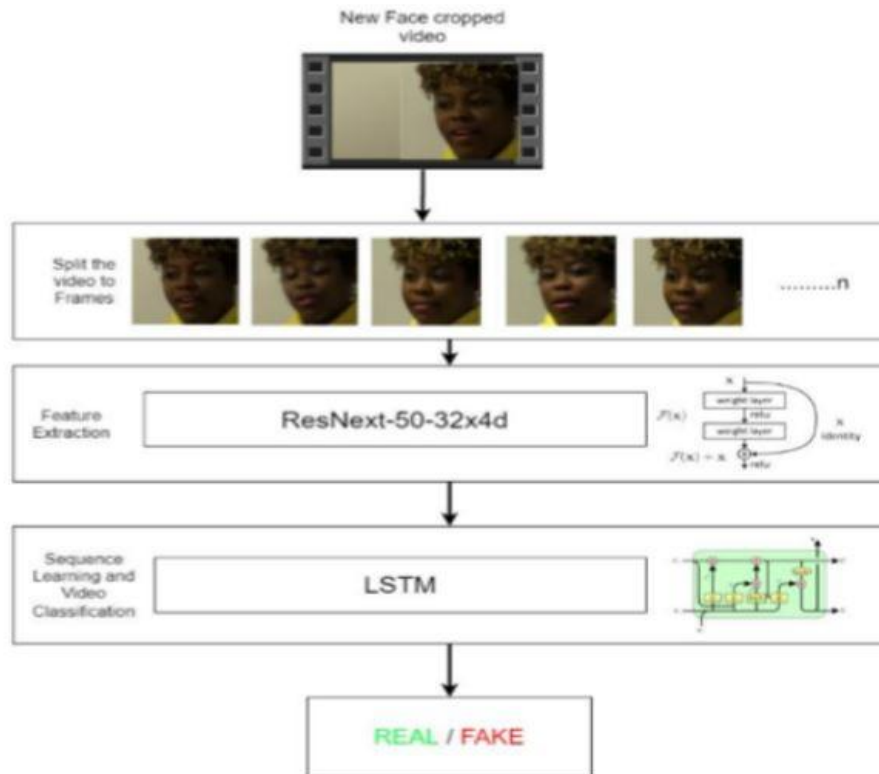 New Face cropped
video
Split the
video to
Frames
.........n
Feature
Extraction
ResNext-50-32x4d
x
weight layer
F(x)
relu
weight layer
x
identity
F(x) + x
relu
Sequence
Learning and
Video
Classification
LSTM
REAL / FAKE